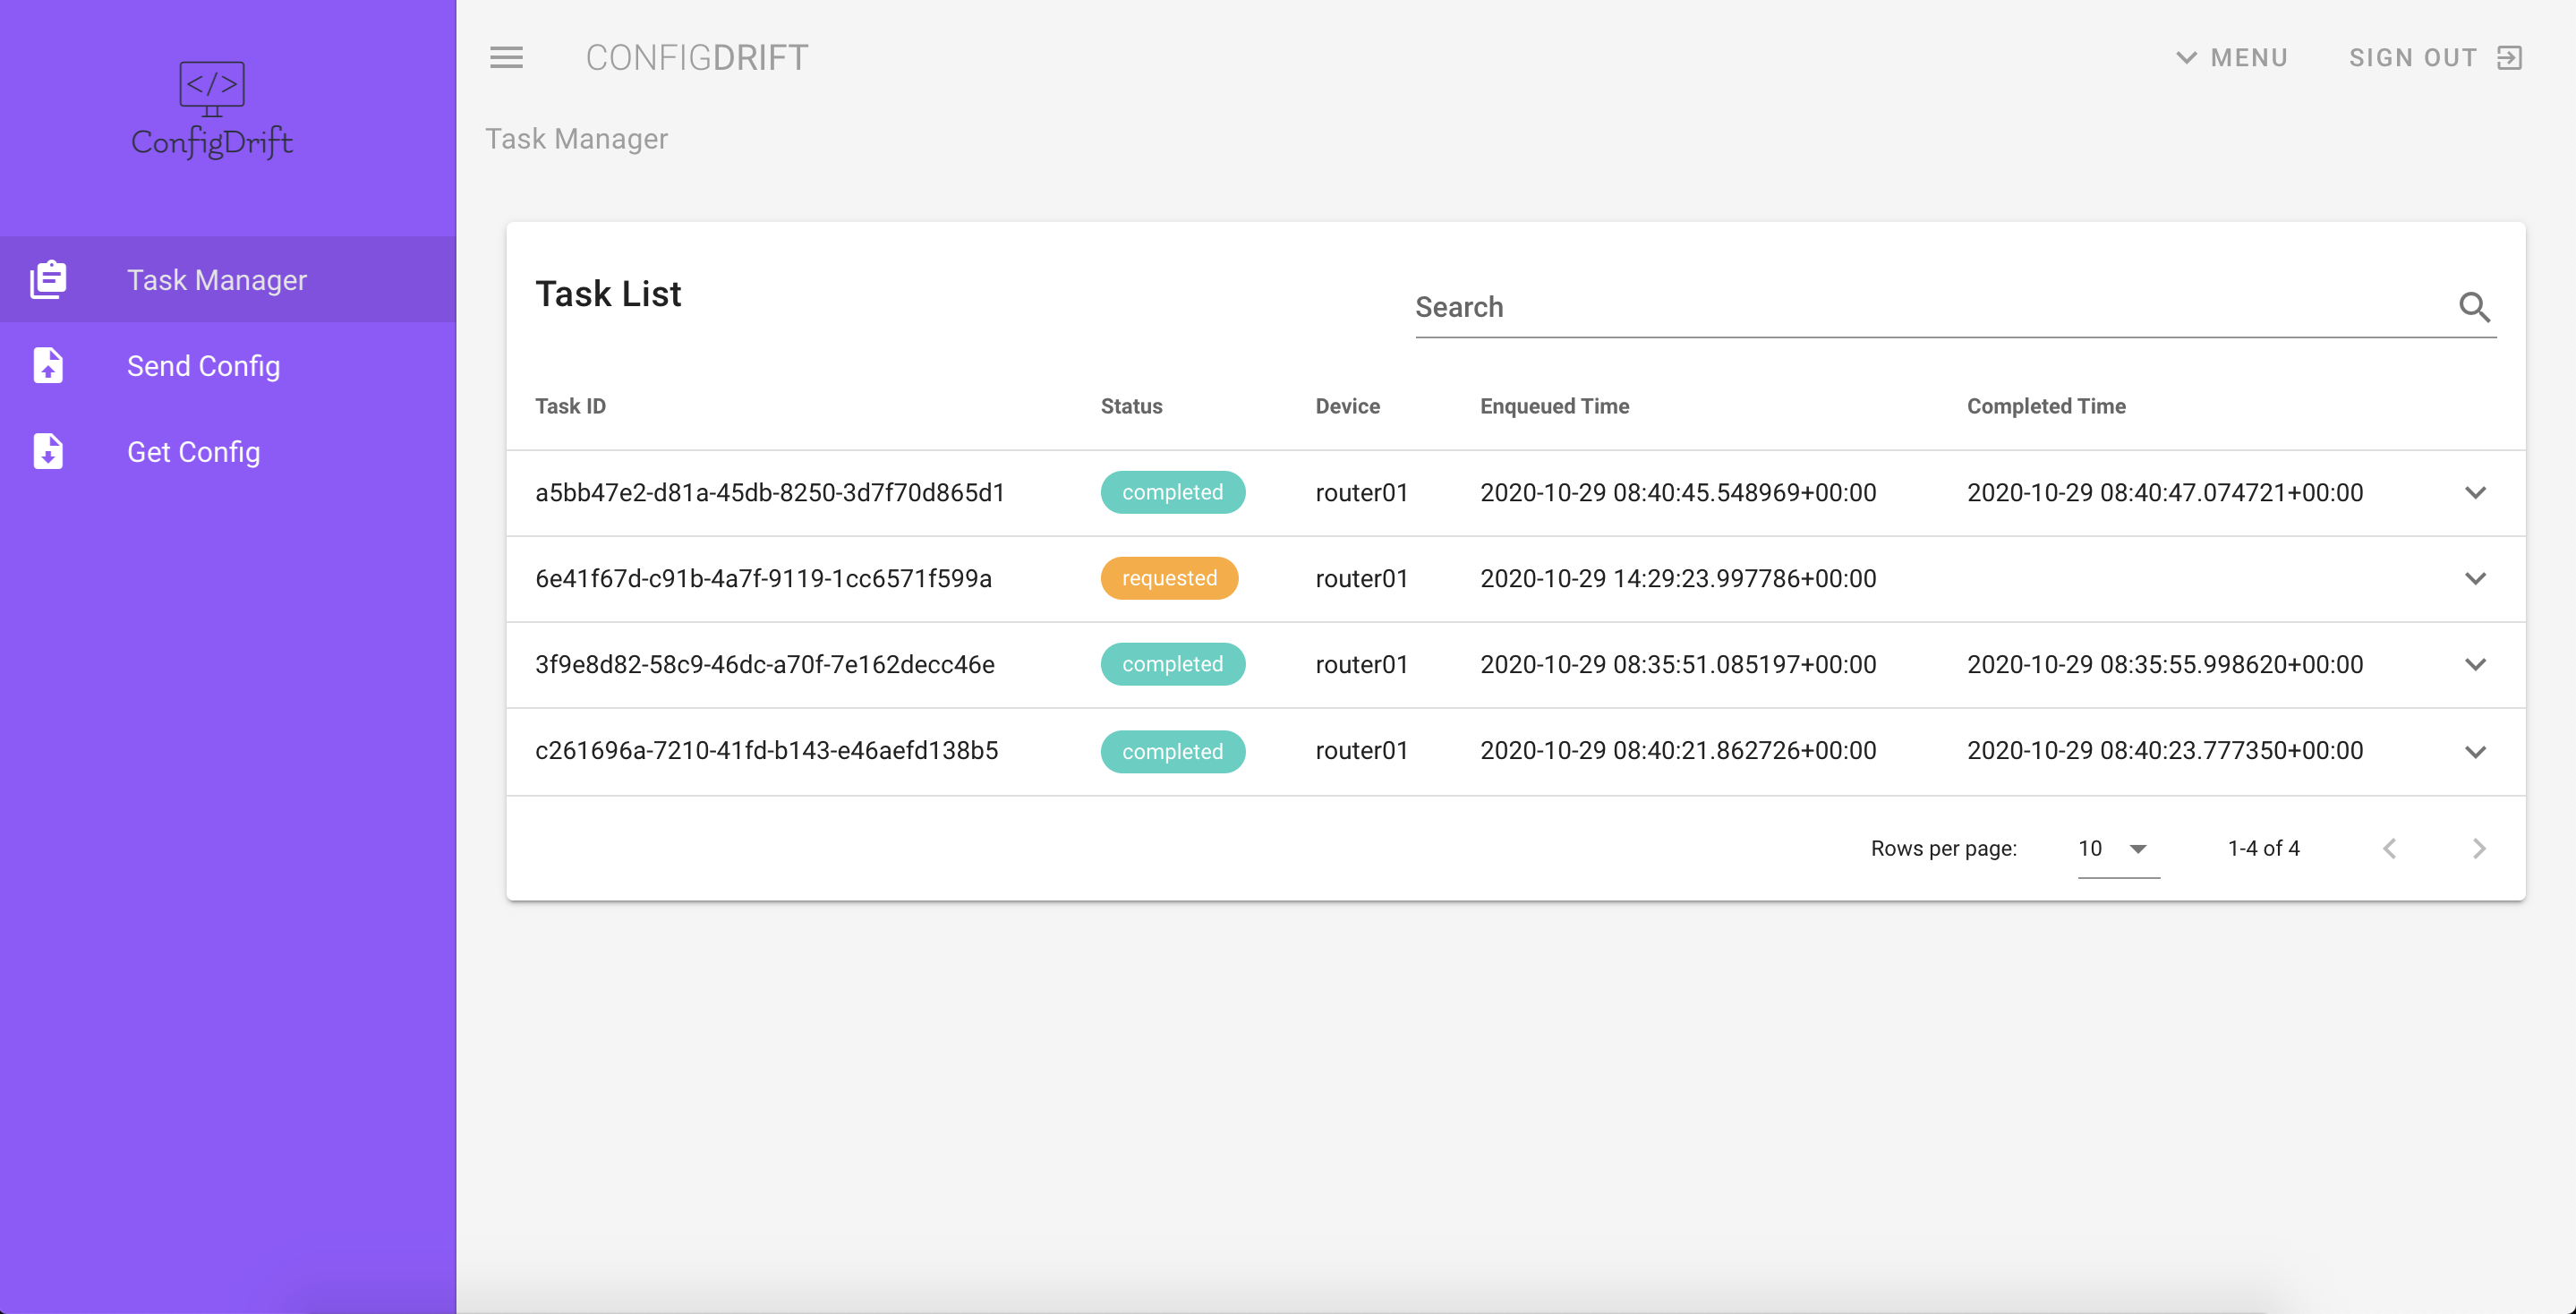 </>
ConfigDrift
Task Manager
Send Config
Get Config
CONFIGDRIFT
MENU
SIGN OUT
Task Manager
Task List
Search
Task ID Status Device Enqueued Time Completed Time
a5bb47e2-d81a-45db-8250-3d7f70d865d1 completed router01 2020-10-29 08:40:45.548969+00:00 2020-10-29 08:40:47.074721+00:00
6e41f67d-c91b-4a7f-9119-1cc6571f599a requested router01 2020-10-29 14:29:23.997786+00:00
3f9e8d82-58c9-46dc-a70f-7e162decc46e completed router01 2020-10-29 08:35:51.085197+00:00 2020-10-29 08:35:55.998620+00:00
c261696a-7210-41fd-b143-e46aefd138b5 completed router01 2020-10-29 08:40:21.862726+00:00 2020-10-29 08:40:23.777350+00:00
Rows per page: 10 1-4 of 4